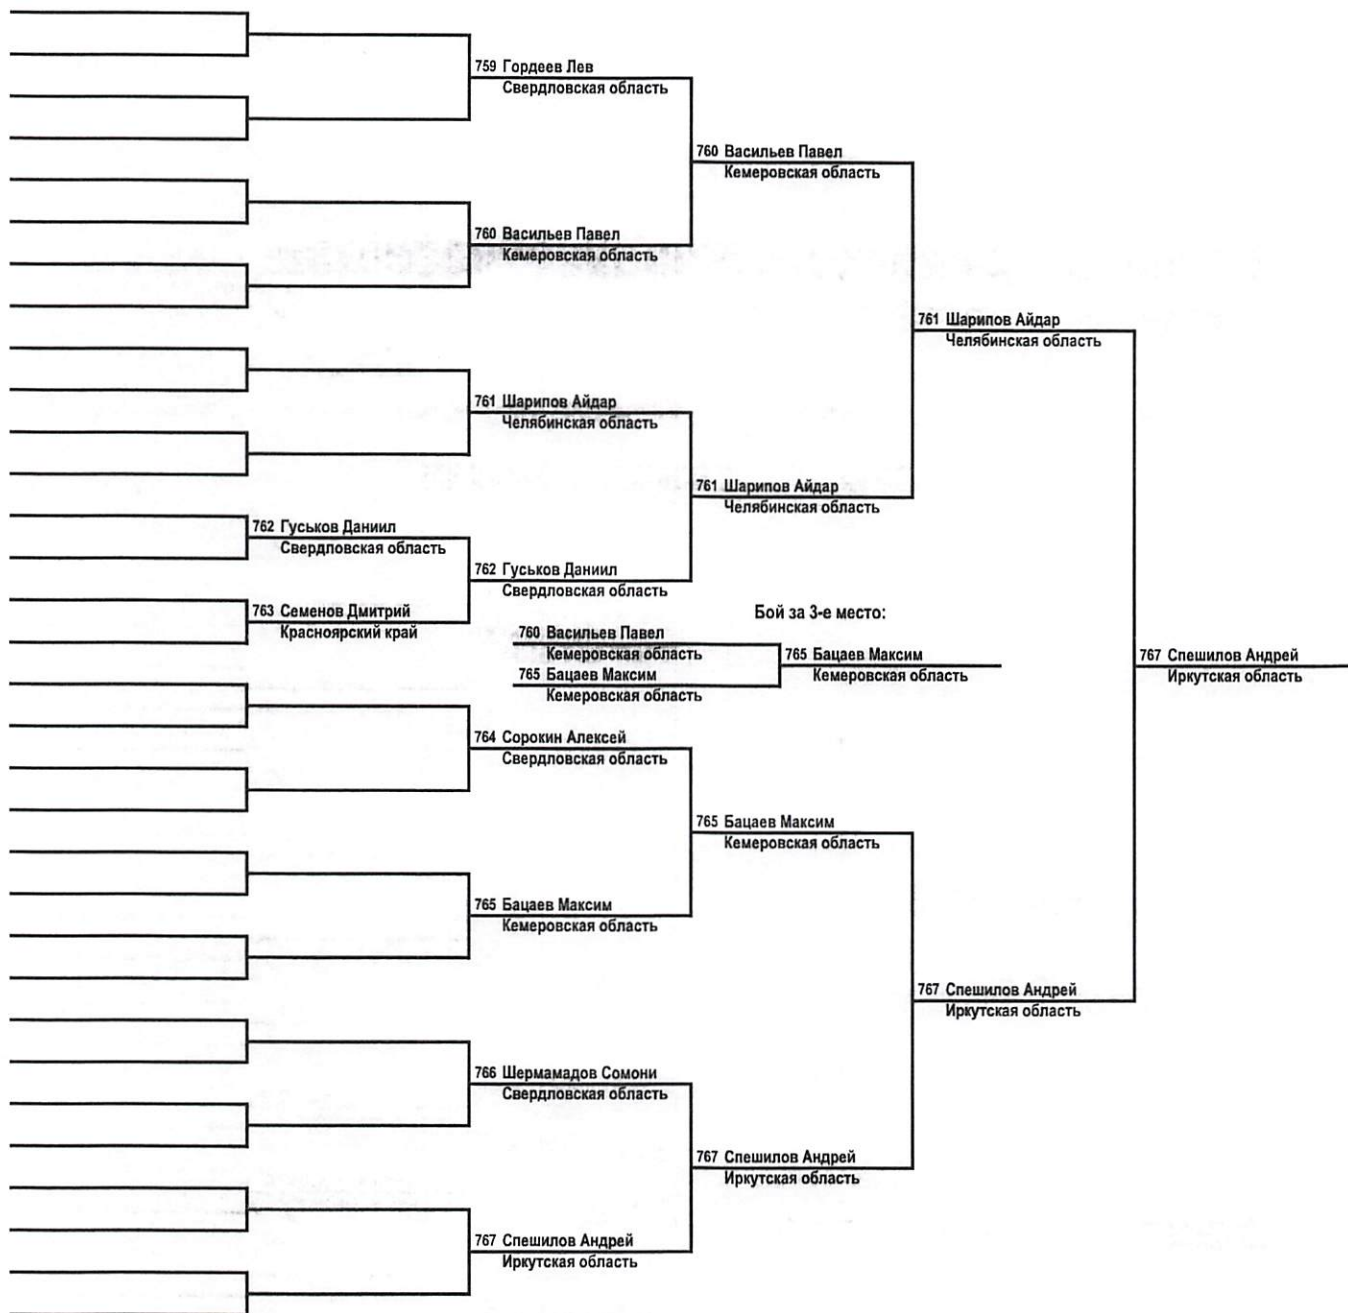 759 Гордеев Лев
Свердловская область
760 Васильев Павел
Кемеровская область
760 Васильев Павел
Кемеровская область
761 Шарипов Айдар
Челябинская область
761 Шарипов Айдар
Челябинская область
761 Шарипов Айдар
Челябинская область
762 Гуськов Даниил
Свердловская область
762 Гуськов Даниил
Свердловская область
763 Семенов Дмитрий
Красноярский край
Бой за 3-е место:
760 Васильев Павел
Кемеровская область
765 Бацаев Максим
Кемеровская область
765 Бацаев Максим
Кемеровская область
767 Спешилов Андрей
Иркутская область
764 Сорокин Алексей
Свердловская область
765 Бацаев Максим
Кемеровская область
765 Бацаев Максим
Кемеровская область
767 Спешилов Андрей
Иркутская область
766 Шермамадов Сомони
Свердловская область
767 Спешилов Андрей
Иркутская область
767 Спешилов Андрей
Иркутская область